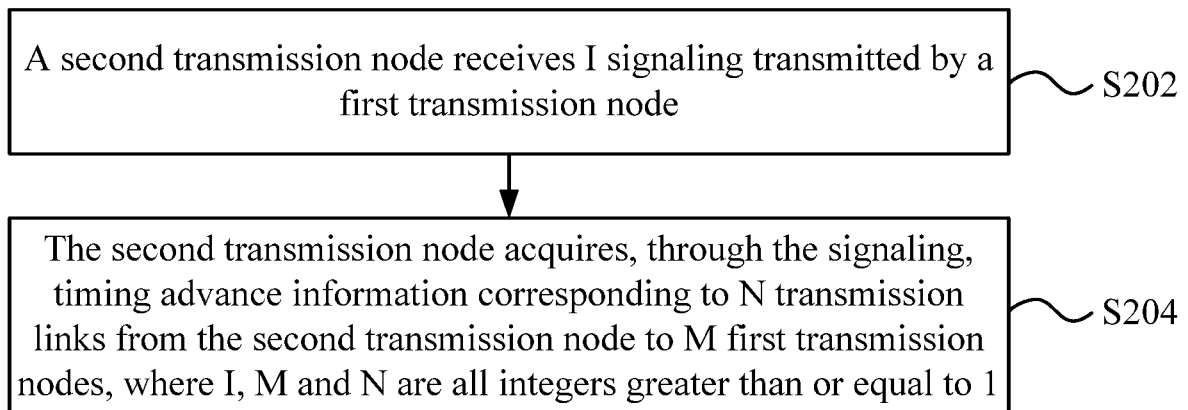 A second transmission node receives I signaling transmitted by a
first transmission node
S202
The second transmission node acquires, through the signaling,
timing advance information corresponding to N transmission
links from the second transmission node to M first transmission
nodes, where I, M and N are all integers greater than or equal to 1
S204